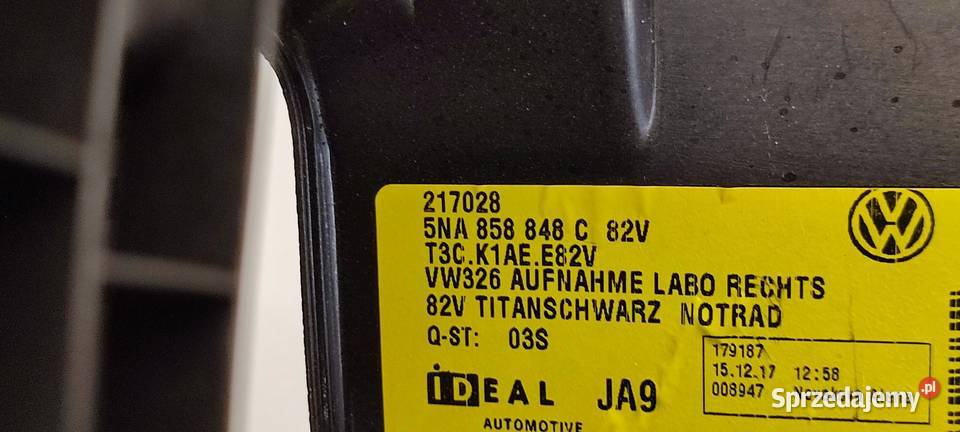 217028
5NA 858 848 C 82V
T3C.K1AE.E82V
VW326 AUFNAHME LABO RECHTS
82V TITANSCHWARZ NOTRAD
Q-ST: 03S
179187
15.12.17 12:58
008947
iDEAL JA9
AUTOMOTIVE
Sprzedajemy.pl